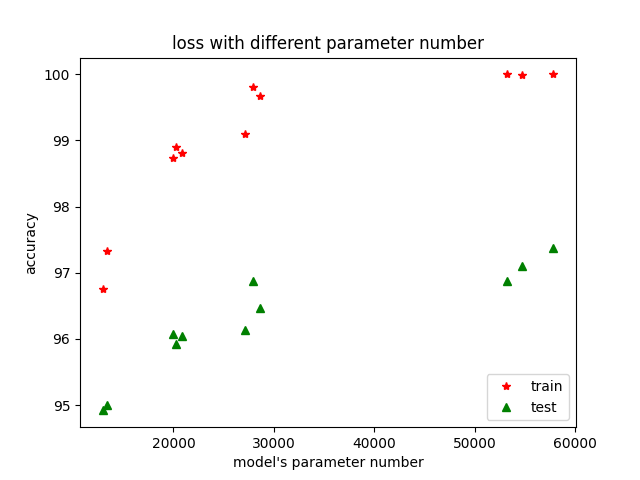 loss with different parameter number
accuracy
100
99
98
97
96
95
train
test
20000 30000 40000 50000 60000
model's parameter number